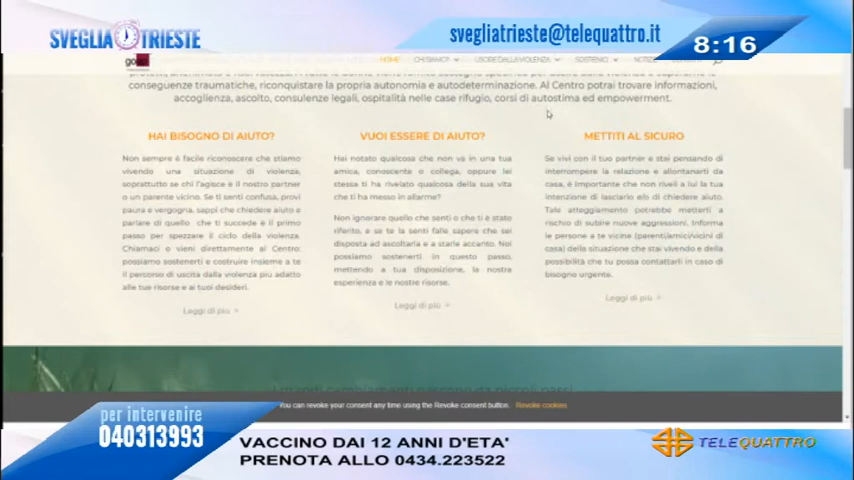 SVEGLIA TRIESTE
svegliatrieste@telequattro.it
8:16
HOME CHI SIAMO? USCIRE DALLA VIOLENZA SOSTIENICI NOTIZIE
conseguenze traumatiche, riconquistare la propria autonomia e autodeterminazione. Al Centro potrai trovare informazioni,
accoglienza, ascolto, consulenze legali, ospitalità nelle case rifugio, corsi di autostima ed empowerment.
HAI BISOGNO DI AIUTO?
Non sempre è facile riconoscere che stiamo
vivendo una situazione di violenza,
soprattutto se chi l'agisce è il nostro partner
o un parente vicino. Se ti senti confusa, provi
paura e vergogna, sappi che chiedere aiuto e
parlare di quello che ti succede è il primo
passo per spezzare il ciclo della violenza.
Chiamaci o vieni direttamente al Centro:
possiamo sostenerti e costruire insieme a te
il percorso di uscita dalla violenza più adatto
alle tue risorse e ai tuoi desideri.
Leggi di più
VUOI ESSERE DI AIUTO?
Hai notato qualcosa che non va in una tua
amica, conoscente o collega, oppure lei
stessa ti ha rivelato qualcosa della sua vita
che ti ha messo in allarme?
Non ignorare quello che senti o che ti è stato
riferito, e se te la senti falle sapere che sei
disposta ad ascoltarla e a starle accanto. Noi
possiamo sostenerti in questo passo,
mettendo a tua disposizione, la nostra
esperienza e le nostre risorse.
Leggi di più
METTITI AL SICURO
Se vivi con il tuo partner e stai pensando di
interrompere la relazione e allontanarti da
casa, è importante che non riveli a lui la tua
intenzione di lasciarlo e/o di chiedere aiuto.
Tale atteggiamento potrebbe metterti a
rischio di subire nuove aggressioni. Informa
le persone a te vicine (parenti/amici/vicini di
casa) della situazione che stai vivendo e della
possibilità che tu possa contattarli in caso di
bisogno urgente.
Leggi di più
I grandi cambiamenti nascono da piccoli passi
You can revoke your consent any time using the Revoke consent button. Revoke cookies
per intervenire
040313993
VACCINO DAI 12 ANNI D'ETA'
PRENOTA ALLO 0434.223522
TELEQUATTRO